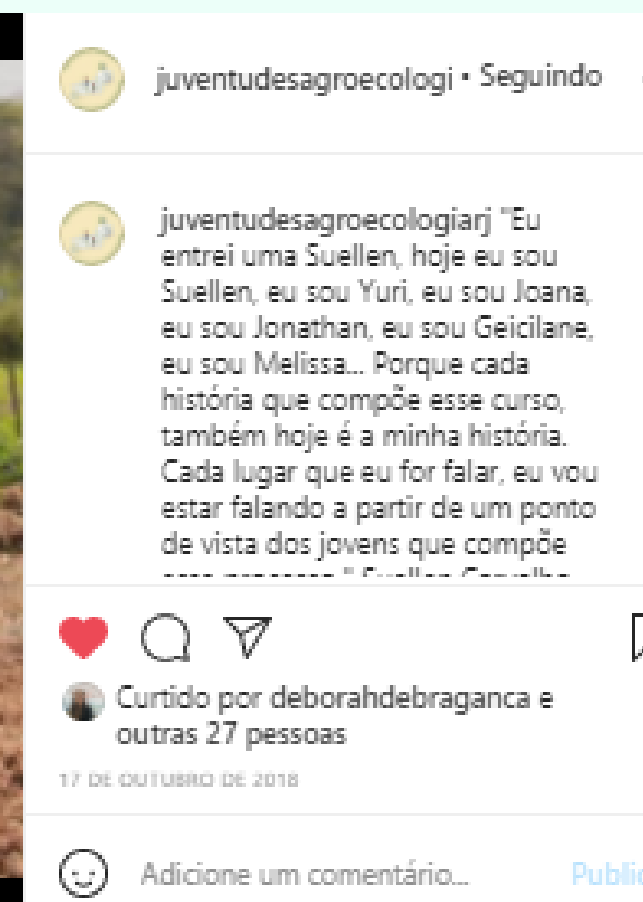 juventudesagroecologi • Seguindo
juventudesagroecologiarj "Eu
entrei uma Suellen, hoje eu sou
Suellen, eu sou Yuri, eu sou Joana,
eu sou Jonathan, eu sou Geicilane,
eu sou Melissa... Porque cada
história que compõe esse curso,
também hoje é a minha história.
Cada lugar que eu for falar, eu vou
estar falando a partir de um ponto
de vista dos jovens que compõe
Curtido por deborahdebraganca e
outras 27 pessoas
17 DE OUTUBRO DE 2018
Adicione um comentário...
Public